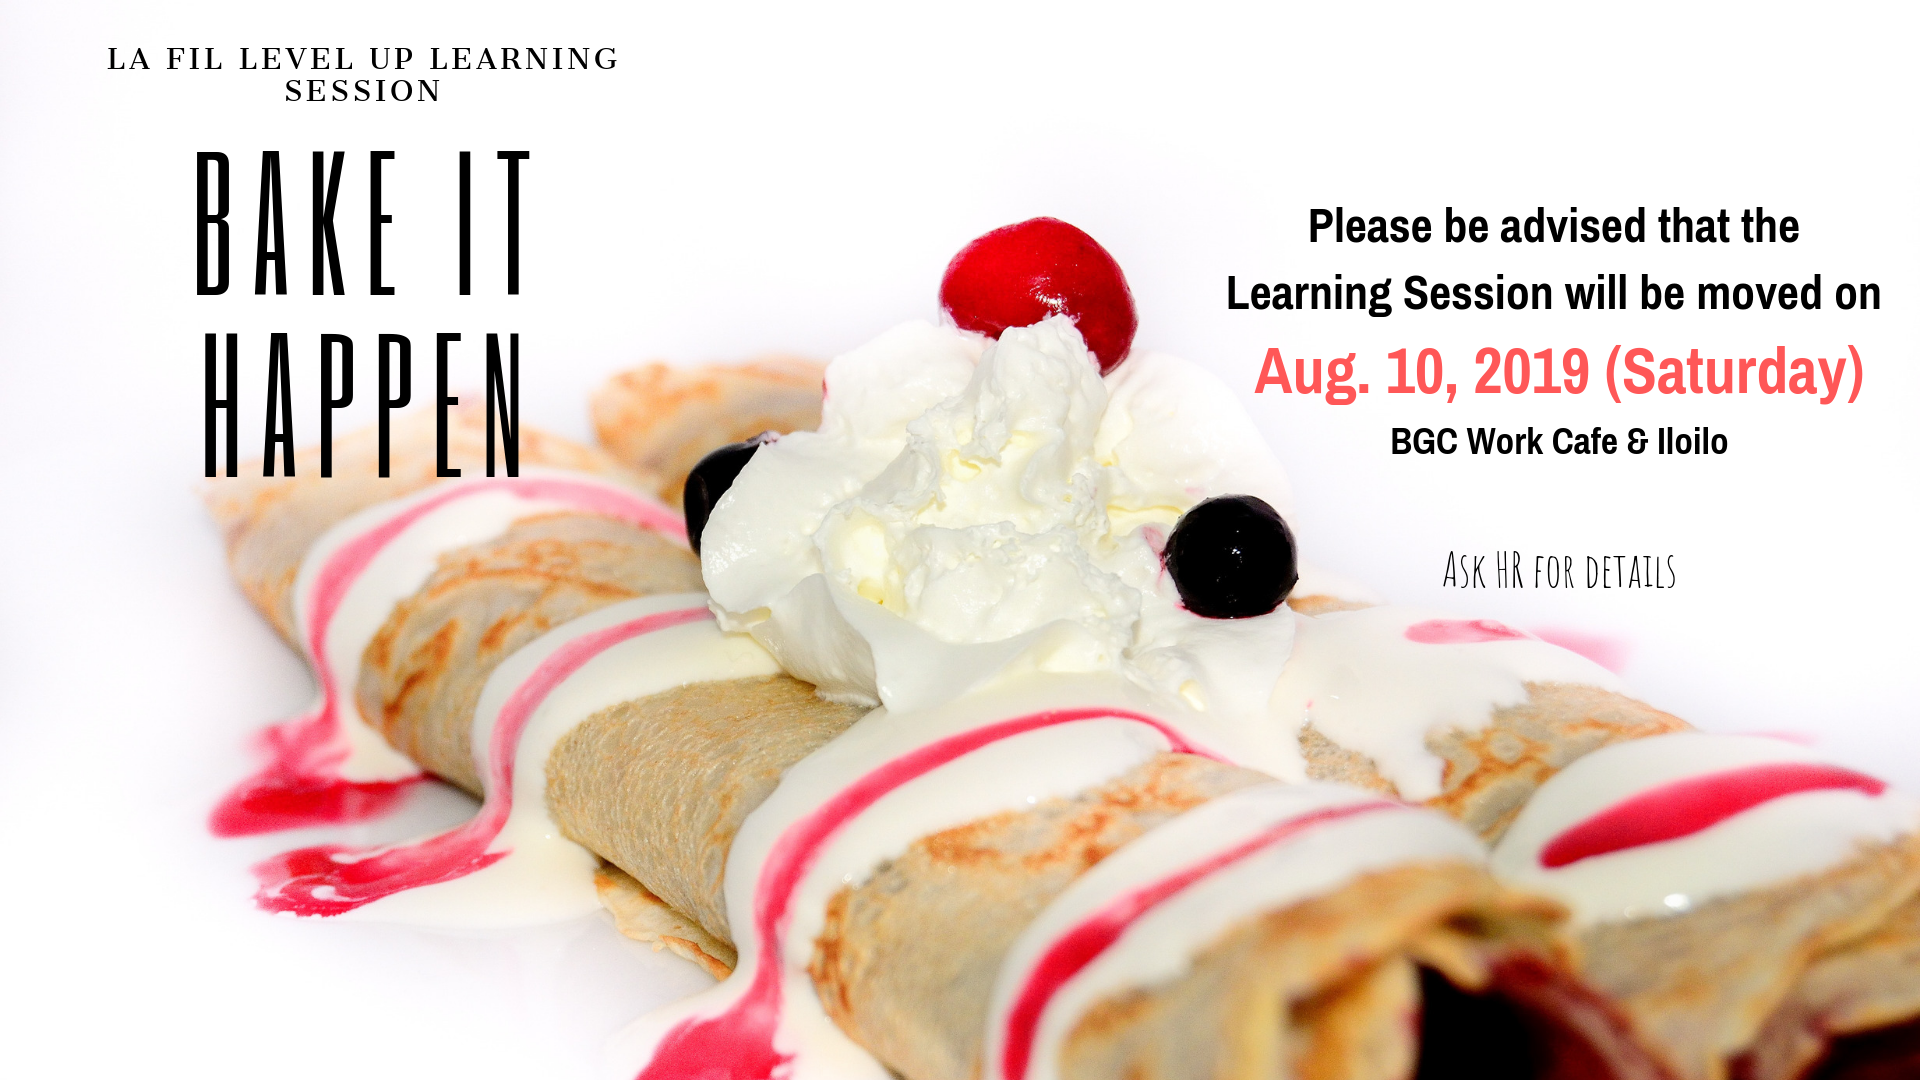 LA FIL LEVEL UP LEARNING
SESSION
BAKE IT
HAPPEN
Please be advised that the
Learning Session will be moved on
Aug. 10, 2019 (Saturday)
BGC Work Cafe & Iloilo
Ask HR for details